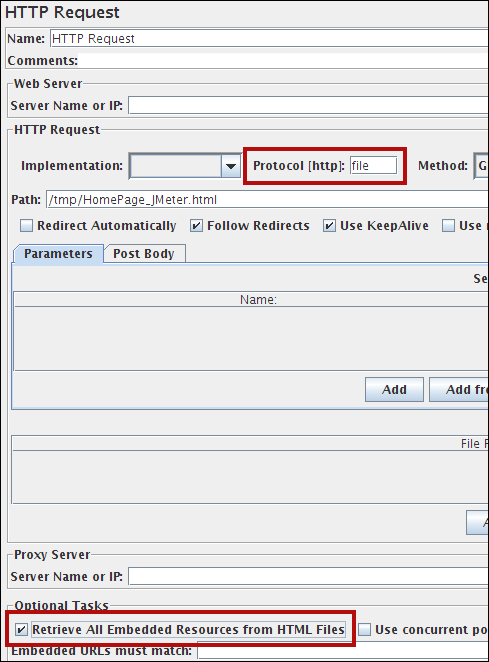 HTTP Request
Name: HTTP Request
Comments:
Web Server
Server Name or IP:
HTTP Request
Implementation: Protocol [http]: file Method: G
Path: /tmp/HomePage_JMeter.html
Redirect Automatically Follow Redirects Use KeepAlive Use
Parameters Post Body
Se
Name:
Add Add fr
File
Proxy Server
Server Name or IP:
Optional Tasks
Retrieve All Embedded Resources from HTML Files Use concurrent po
Embedded URLs must match: